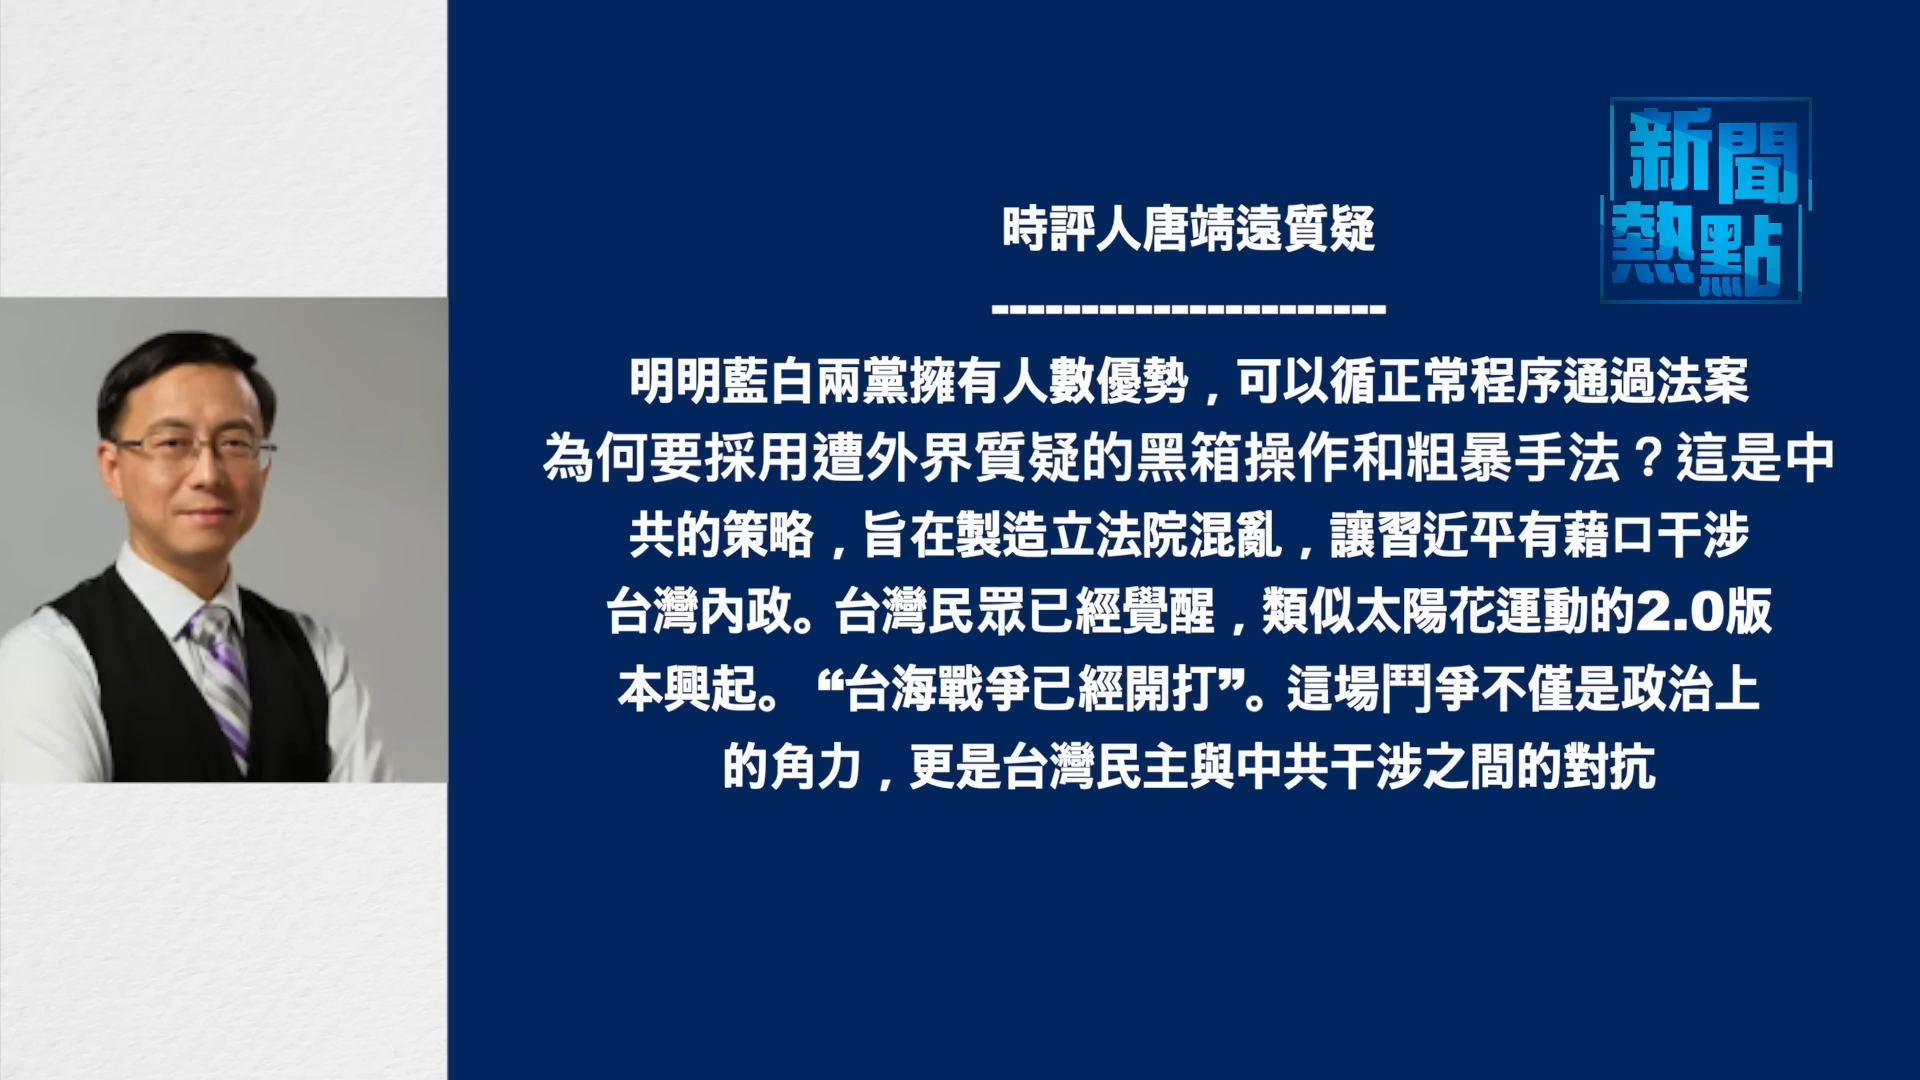 新聞
熱點
時評人唐靖遠質疑
----------------------
明明藍白兩黨擁有人數優勢，可以循正常程序通過法案
為何要採用遭外界質疑的黑箱操作和粗暴手法？這是中
共的策略，旨在製造立法院混亂，讓習近平有藉口干涉
台灣內政。台灣民眾已經覺醒，類似太陽花運動的2.0版
本興起。 “台海戰爭已經開打”。這場鬥爭不僅是政治上
的角力，更是台灣民主與中共干涉之間的對抗